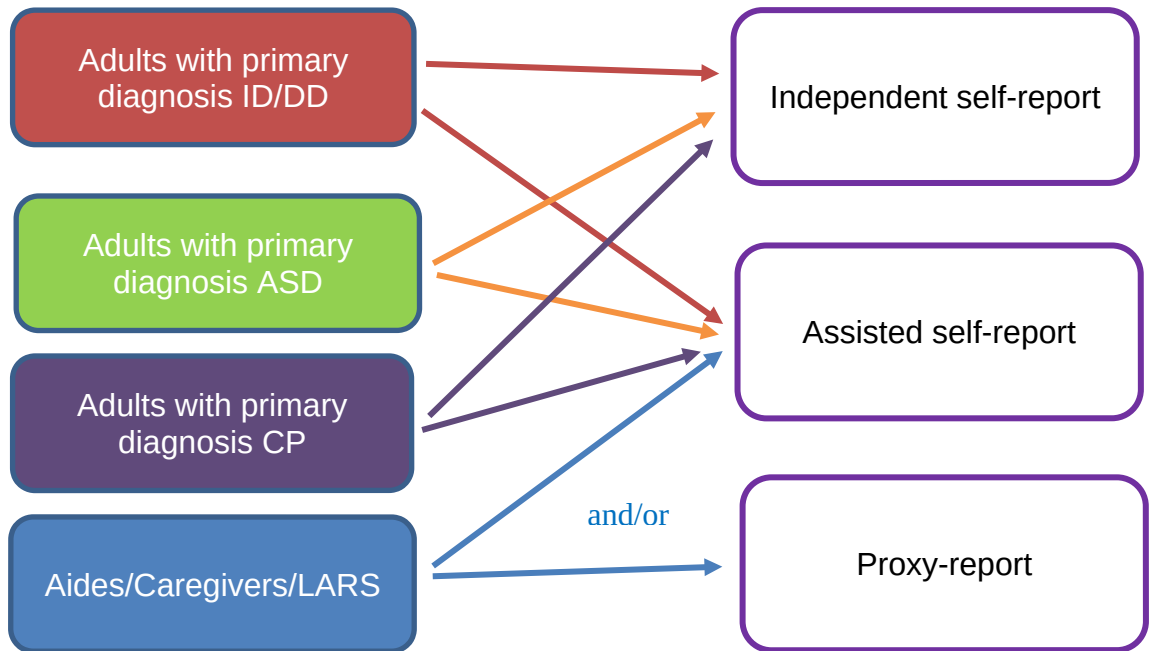 Adults with primary
diagnosis ID/DD
Independent self-report
Adults with primary
diagnosis ASD
Assisted self-report
Adults with primary
diagnosis CP
and/or
Aides/Caregivers/LARS
Proxy-report